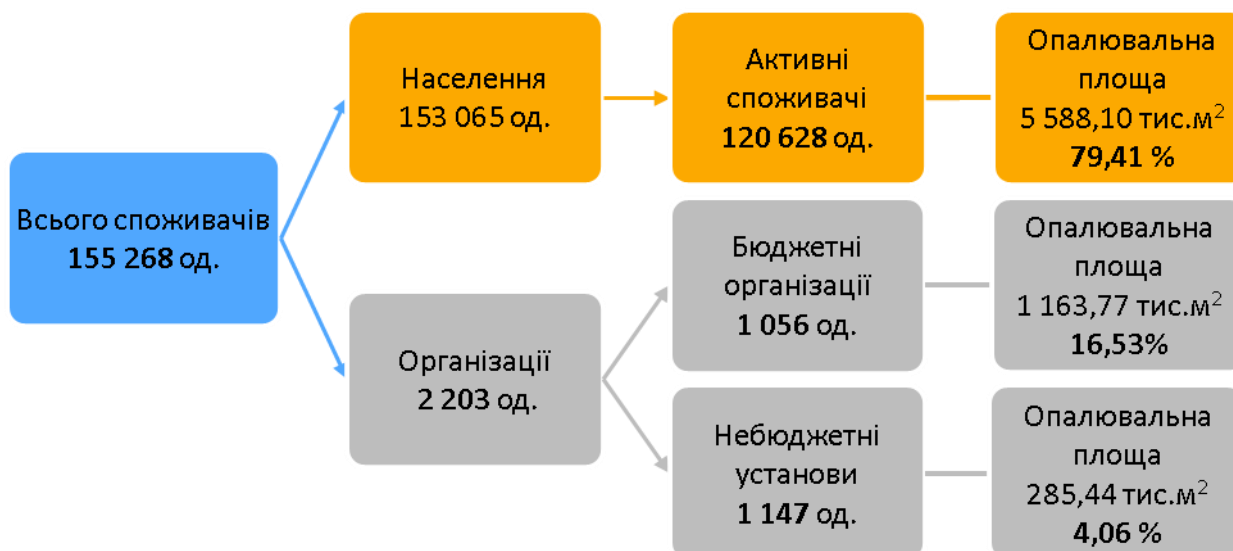 Всього споживачів
155 268 од.
Населення
153 065 од.
Активні
споживачі
120 628 од.
Опалювальна
площа
5 588,10 тис.м²
79,41 %
Організації
2 203 од.
Бюджетні
організації
1 056 од.
Опалювальна
площа
1 163,77 тис.м²
16,53%
Небюджетні
установи
1 147 од.
Опалювальна
площа
285,44 тис.м²
4,06 %